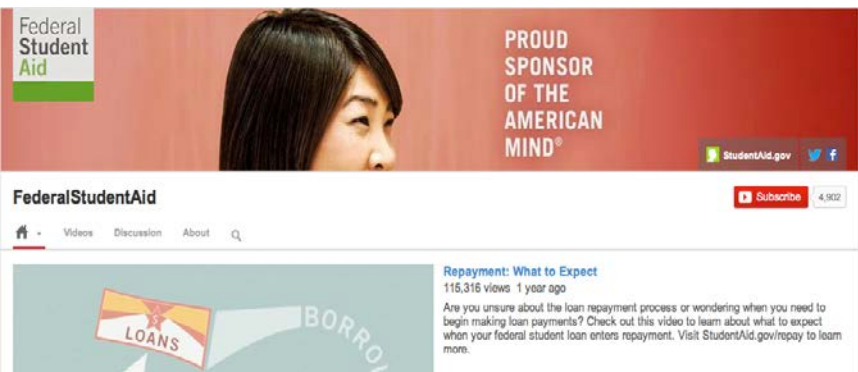 Federal
Student
Aid
PROUD
SPONSOR
OF THE
AMERICAN
MIND®
StudentAid.gov
FederalStudentAid
Subscribe 4,902
Videos Discussion About
Repayment: What to Expect
115,316 views 1 year ago
Are you unsure about the loan repayment process or wondering when you need to
begin making loan payments? Check out this video to learn about what to expect
when your federal student loan enters repayment. Visit StudentAid.gov/repay to learn
more.
LOANS